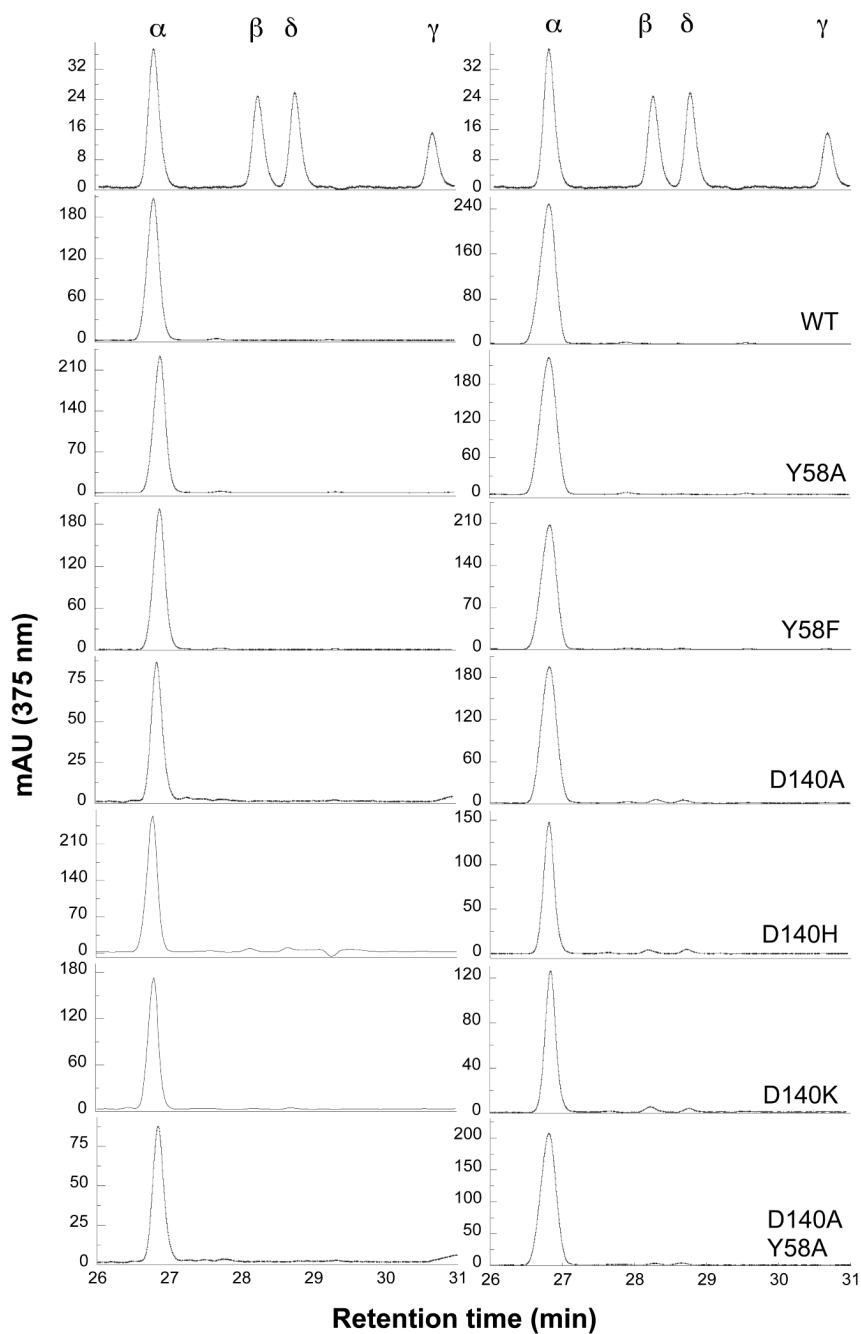 α β δ γ α β δ γ
32 24 16 8 0
32 24 16 8 0
180 120 60 0
240 160 80 0 WT
210 140 70 0
180 120 60 0 Y58A
180 120 60 0
210 140 70 0 Y58F
75 50 25 0
180 120 60 0 D140A
210 140 70 0
150 100 50 0 D140H
180 120 60 0
120 80 40 0 D140K
75 50 25 0
200 150 100 50 0 D140A
Y58A
26 27 28 29 30 31 26 27 28 29 30 31
mAU (375 nm)
Retention time (min)